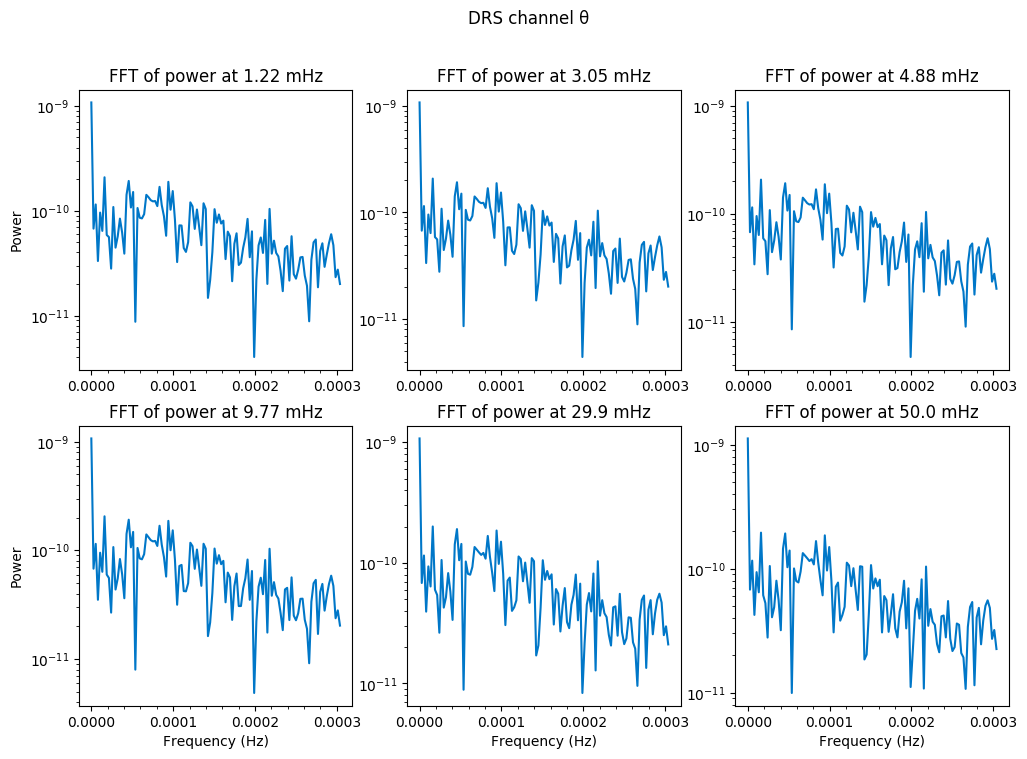 DRS channel θ
FFT of power at 1.22 mHz
FFT of power at 3.05 mHz
FFT of power at 4.88 mHz
Power
10⁻⁹
10⁻¹⁰
10⁻¹¹
0.0000 0.0001 0.0002 0.0003
10⁻⁹
10⁻¹⁰
10⁻¹¹
0.0000 0.0001 0.0002 0.0003
10⁻⁹
10⁻¹⁰
10⁻¹¹
0.0000 0.0001 0.0002 0.0003
FFT of power at 9.77 mHz
FFT of power at 29.9 mHz
FFT of power at 50.0 mHz
Power
10⁻⁹
10⁻¹⁰
10⁻¹¹
0.0000 0.0001 0.0002 0.0003
Frequency (Hz)
10⁻⁹
10⁻¹⁰
10⁻¹¹
0.0000 0.0001 0.0002 0.0003
Frequency (Hz)
10⁻⁹
10⁻¹⁰
10⁻¹¹
0.0000 0.0001 0.0002 0.0003
Frequency (Hz)